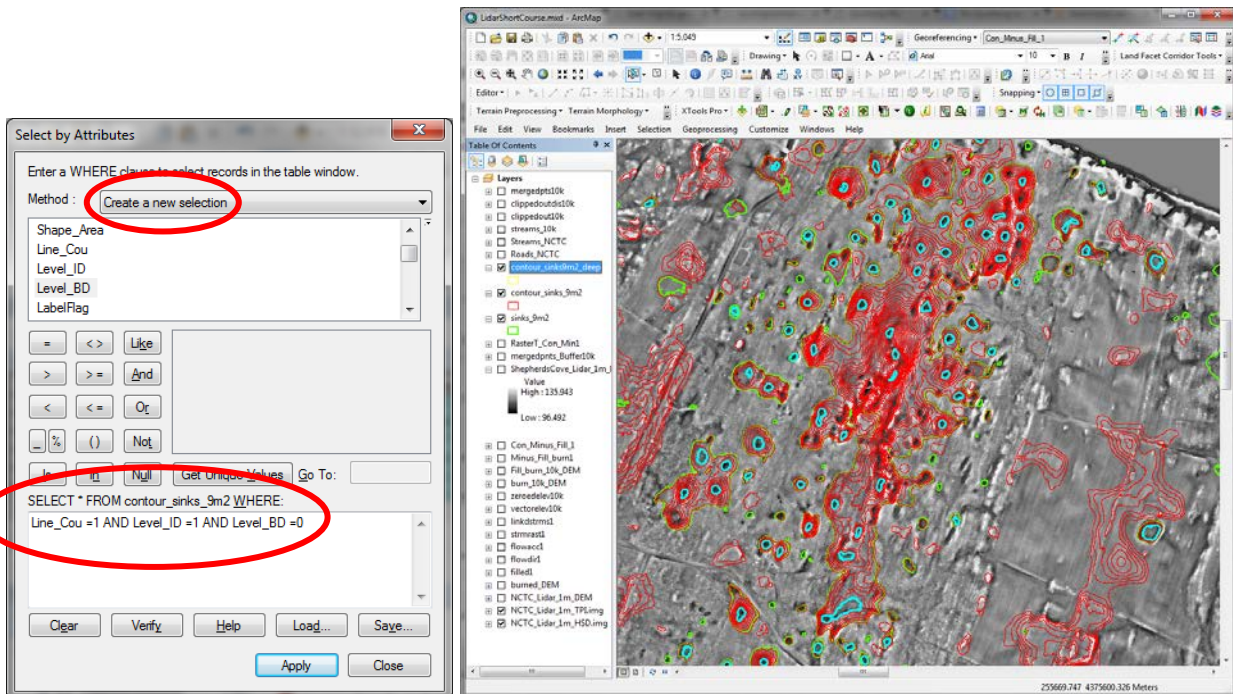 Select by Attributes
Enter a WHERE clause to select records in the table window.
Method : Create a new selection
Shape_Area
Line_Cou
Level_ID
Level_BD
LabelFlag
= <> Like
> >= And
< <= Or
_ % () Not
Is In Null Get Unique Values Go To:
SELECT * FROM contour_sinks_9m2 WHERE:
Line_Cou =1 AND Level_ID =1 AND Level_BD =0
Clear Verify Help Load... Save...
Apply Close
LidarShortCourse.mxd - ArcMap
1:5,049 Georeferencing Con_Minus_Fill_1
Drawing A Arial 10 B I Land Facet Corridor Tools
Editor Snapping
Terrain Preprocessing Terrain Morphology XTools Pro
File Edit View Bookmarks Insert Selection Geoprocessing Customize Windows Help
Table Of Contents
Layers
mergedpts10k
clippedoutdis10k
clippedout10k
streams_10k
Streams_NCTC
Roads_NCTC
contour_sinks9m2_deep
contour_sinks_9m2
sinks_9m2
RasterT_Con_Min1
mergedpnts_Buffer10k
ShepherdsCove_Lidar_1m_
Value
High : 135.943
Low : 96.492
Con_Minus_Fill_1
Minus_Fill_burn1
Fill_burn_10k_DEM
burn_10k_DEM
zeroedelev10k
vectorelev10k
linkdstrms1
strmrast1
flowacc1
flowdir1
filled1
burned_DEM
NCTC_Lidar_1m_DEM
NCTC_Lidar_1m_TPI.img
NCTC_Lidar_1m_HSD.img
255669.747 4375600.326 Meters